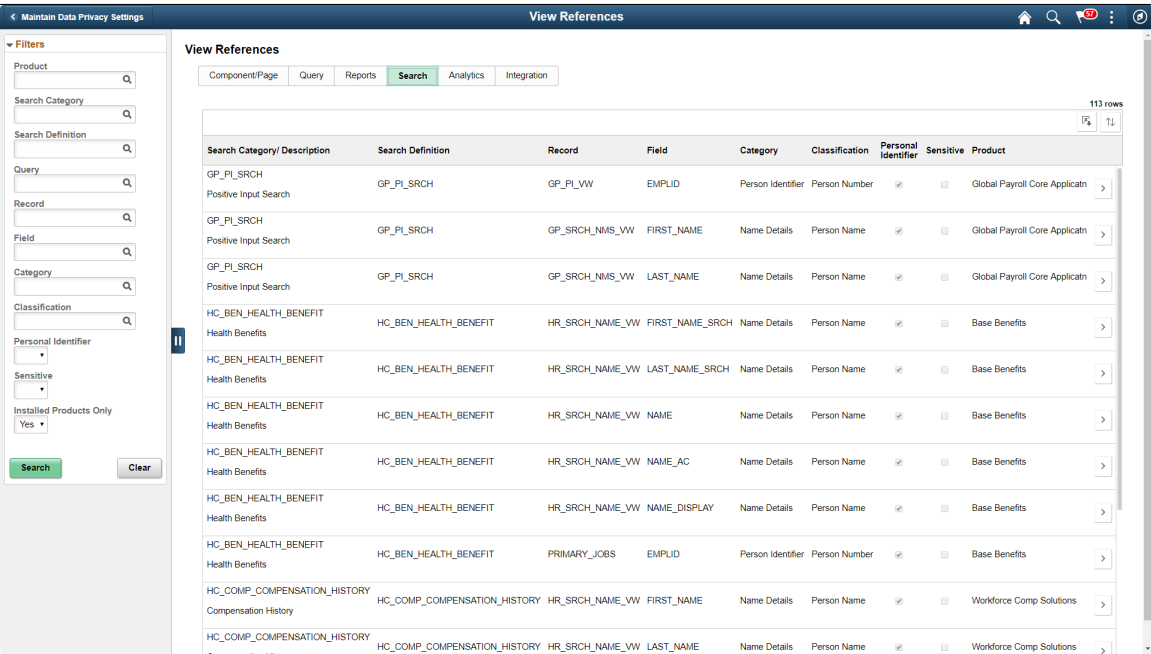 Maintain Data Privacy Settings
View References
57
Filters
Product
Search Category
Search Definition
Query
Record
Field
Category
Classification
Personal Identifier
Sensitive
Installed Products Only
Yes
Search
Clear
View References
Component/Page Query Reports Search Analytics Integration
113 rows
Search Category/ Description Search Definition Record Field Category Classification Personal Identifier Sensitive Product
GP_PI_SRCH
Positive Input Search
GP_PI_SRCH GP_PI_VW EMPLID Person Identifier Person Number Global Payroll Core Applicatn
GP_PI_SRCH
Positive Input Search
GP_PI_SRCH GP_SRCH_NMS_VW FIRST_NAME Name Details Person Name Global Payroll Core Applicatn
GP_PI_SRCH
Positive Input Search
GP_PI_SRCH GP_SRCH_NMS_VW LAST_NAME Name Details Person Name Global Payroll Core Applicatn
HC_BEN_HEALTH_BENEFIT
Health Benefits
HC_BEN_HEALTH_BENEFIT HR_SRCH_NAME_VW FIRST_NAME_SRCH Name Details Person Name Base Benefits
HC_BEN_HEALTH_BENEFIT
Health Benefits
HC_BEN_HEALTH_BENEFIT HR_SRCH_NAME_VW LAST_NAME_SRCH Name Details Person Name Base Benefits
HC_BEN_HEALTH_BENEFIT
Health Benefits
HC_BEN_HEALTH_BENEFIT HR_SRCH_NAME_VW NAME Name Details Person Name Base Benefits
HC_BEN_HEALTH_BENEFIT
Health Benefits
HC_BEN_HEALTH_BENEFIT HR_SRCH_NAME_VW NAME_AC Name Details Person Name Base Benefits
HC_BEN_HEALTH_BENEFIT
Health Benefits
HC_BEN_HEALTH_BENEFIT HR_SRCH_NAME_VW NAME_DISPLAY Name Details Person Name Base Benefits
HC_BEN_HEALTH_BENEFIT
Health Benefits
HC_BEN_HEALTH_BENEFIT PRIMARY_JOBS EMPLID Person Identifier Person Number Base Benefits
HC_COMP_COMPENSATION_HISTORY
Compensation History
HC_COMP_COMPENSATION_HISTORY HR_SRCH_NAME_VW FIRST_NAME Name Details Person Name Workforce Comp Solutions
HC_COMP_COMPENSATION_HISTORY
HC_COMP_COMPENSATION_HISTORY HR_SRCH_NAME_VW LAST_NAME Name Details Person Name Workforce Comp Solutions